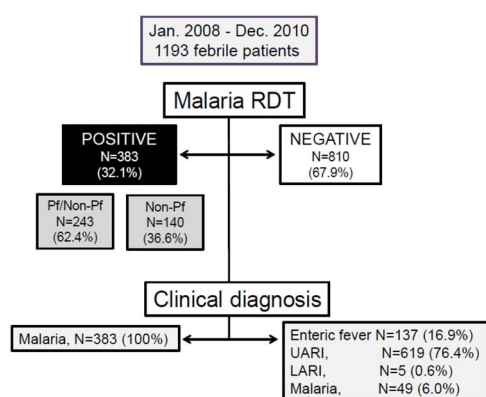 Jan. 2008 - Dec. 2010
1193 febrile patients
Malaria RDT
POSITIVE
N=383
(32.1%)
NEGATIVE
N=810
(67.9%)
Pf/Non-Pf
N=243
(62.4%)
Non-Pf
N=140
(36.6%)
Clinical diagnosis
Malaria, N=383 (100%)
Enteric fever N=137 (16.9%)
UARI, N=619 (76.4%)
LARI, N=5 (0.6%)
Malaria, N=49 (6.0%)